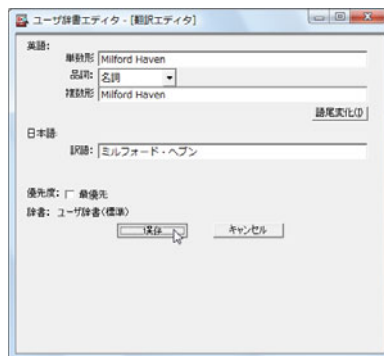 ユーザ辞書エディタ - [翻訳エディタ]
英語:
単数形 Milford Haven
品詞: 名詞
複数形 Milford Haven
語尾変化(I)
日本語:
訳語: ミルフォード・ヘブン
優先度: 最優先
辞書: ユーザ辞書(標準)
保存 キャンセル